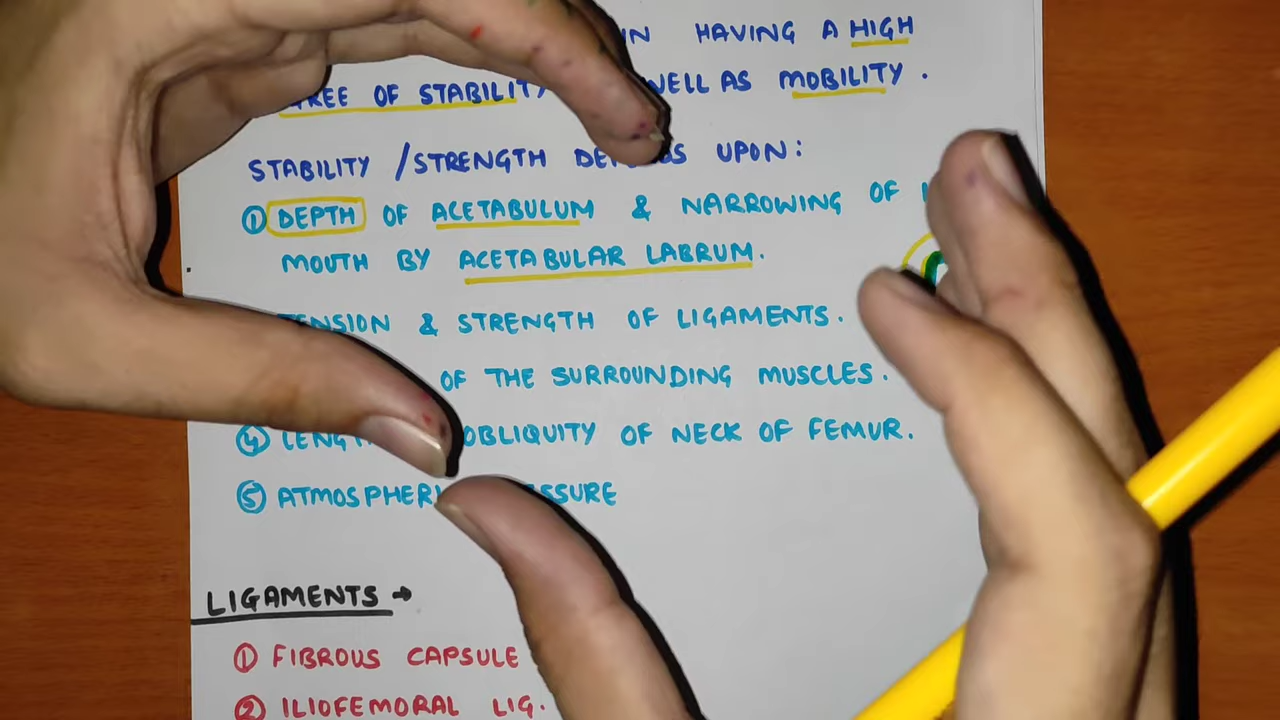 IN HAVING A HIGH
OF STABILITY WELL AS MOBILITY.
STABILITY /STRENGTH UPON:
① DEPTH OF ACETABULUM & NARROWING OF
MOUTH BY ACETABULAR LABRUM.
TENSION & STRENGTH OF LIGAMENTS.
OF THE SURROUNDING MUSCLES.
④ OBLIQUITY OF NECK OF FEMUR.
⑤
LIGAMENTS →
① FIBROUS CAPSULE
② ILIOFEMORAL LIG.